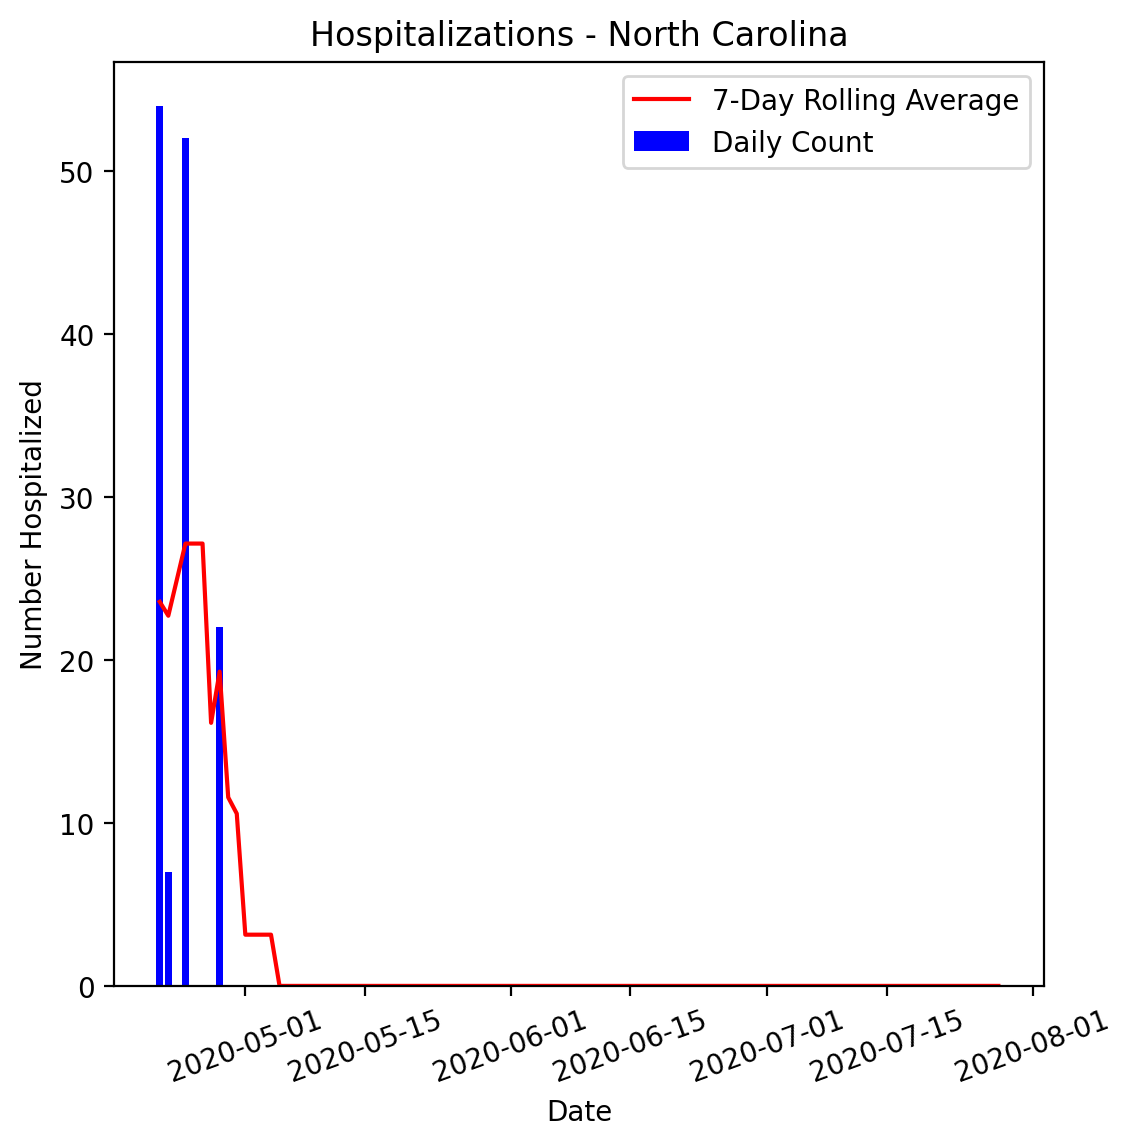 Hospitalizations - North Carolina
7-Day Rolling Average
Daily Count
Number Hospitalized
50
40
30
20
10
0
2020-05-01
2020-05-15
2020-06-01
2020-06-15
2020-07-01
2020-07-15
2020-08-01
Date